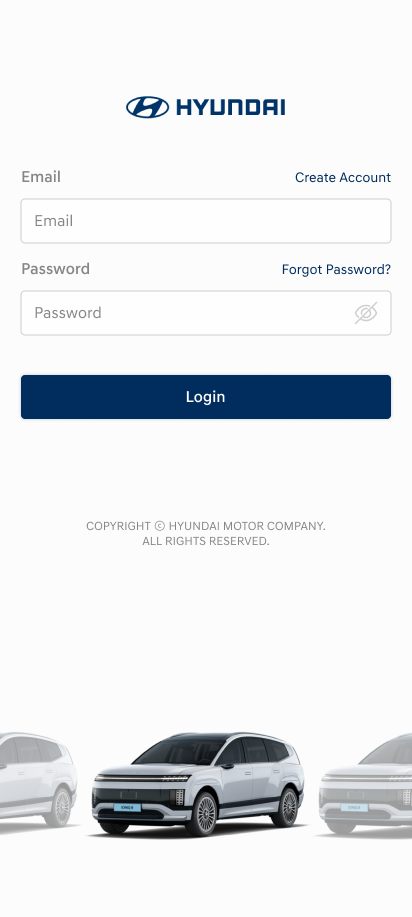 HYUNDAI
Email
Create Account
Email
Password
Forgot Password?
Password
Login
COPYRIGHT ⓒ HYUNDAI MOTOR COMPANY.
ALL RIGHTS RESERVED.